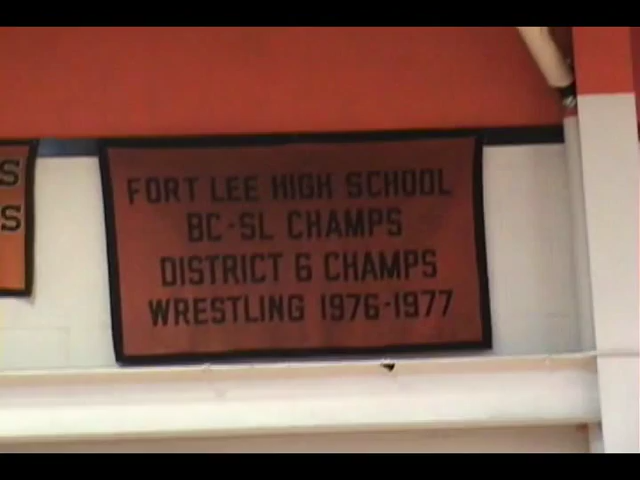 FORT LEE HIGH SCHOOL
BC-SL CHAMPS
DISTRICT 6 CHAMPS
WRESTLING 1976-1977
S
S